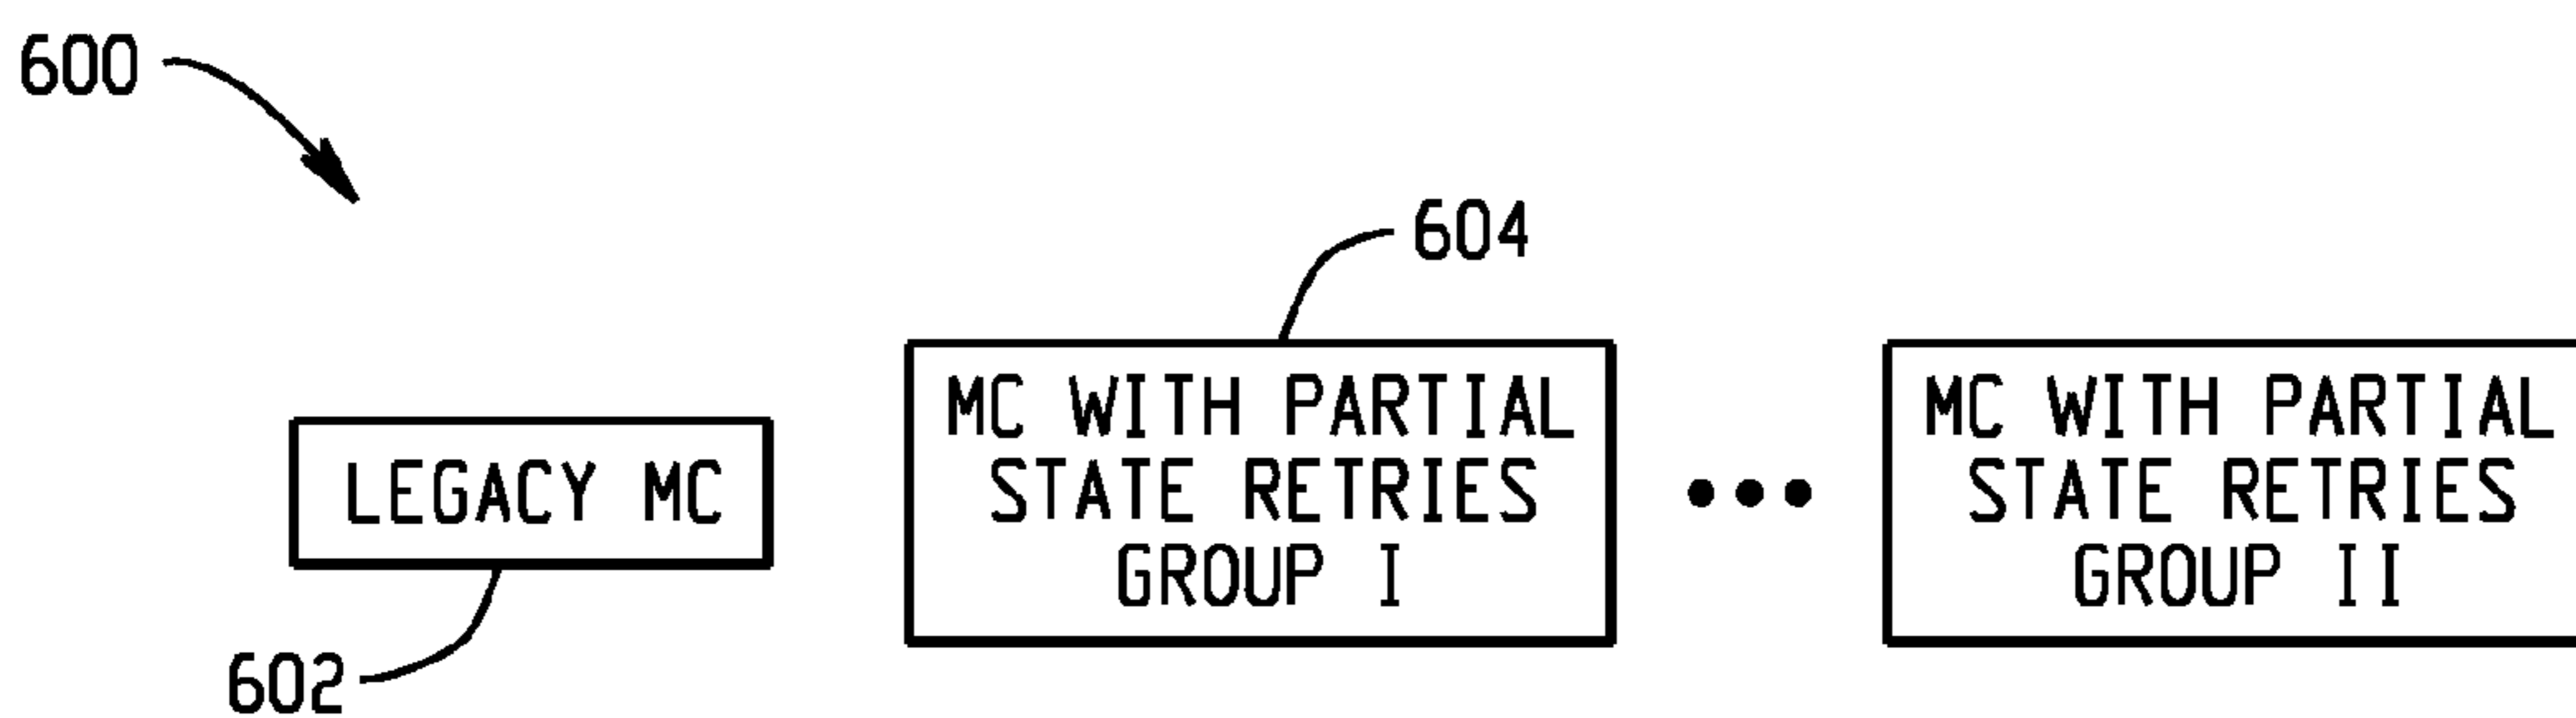 600
604
LEGACY MC
MC WITH PARTIAL
STATE RETRIES
GROUP I
MC WITH PARTIAL
STATE RETRIES
GROUP II
602